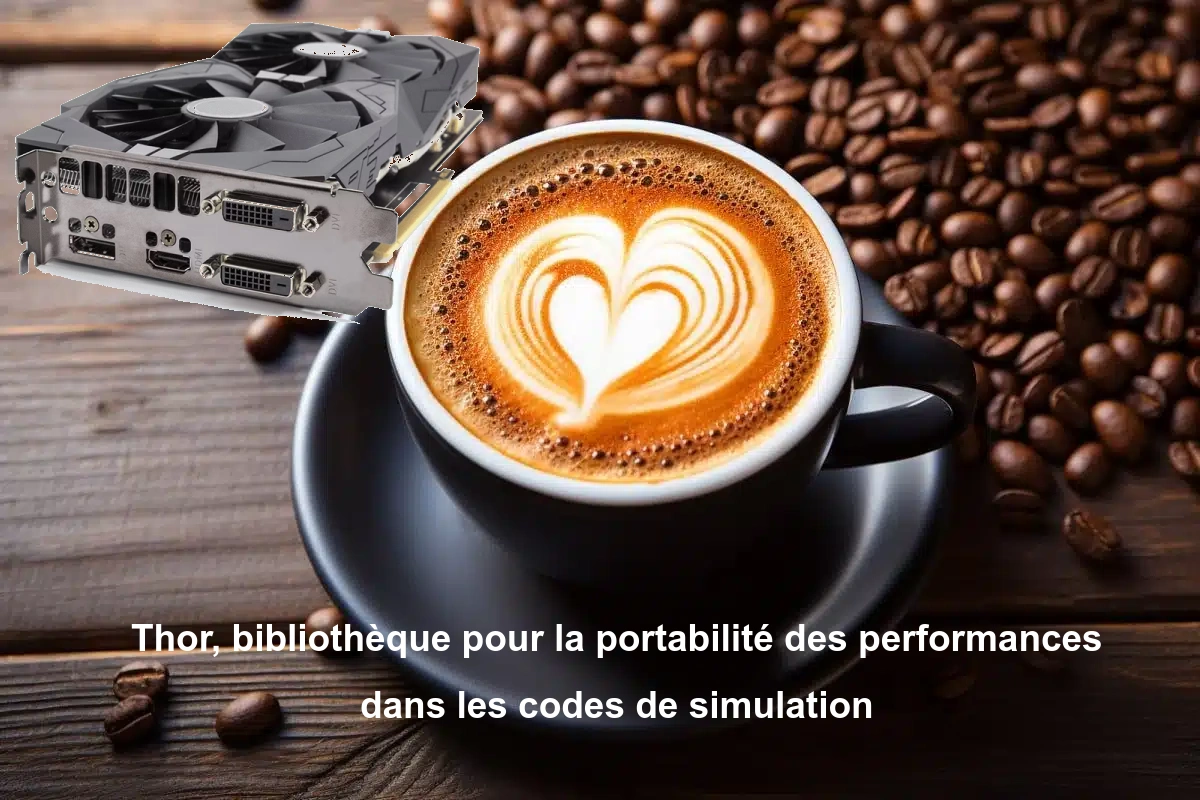 Thor, bibliothèque pour la portabilité des performances
dans les codes de simulation